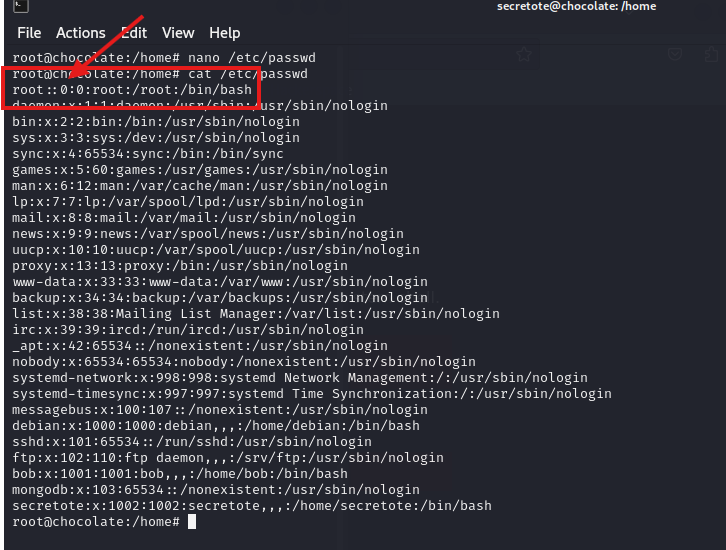 secretote@chocolate: /home
File Actions Edit View Help
root@chocolate:/home# nano /etc/passwd
root@chocolate:/home# cat /etc/passwd
root::0:0:root:/root:/bin/bash
daemon:x:1:1:daemon:/usr/sbin:/usr/sbin/nologin
bin:x:2:2:bin:/bin:/usr/sbin/nologin
sys:x:3:3:sys:/dev:/usr/sbin/nologin
sync:x:4:65534:sync:/bin:/bin/sync
games:x:5:60:games:/usr/games:/usr/sbin/nologin
man:x:6:12:man:/var/cache/man:/usr/sbin/nologin
lp:x:7:7:lp:/var/spool/lpd:/usr/sbin/nologin
mail:x:8:8:mail:/var/mail:/usr/sbin/nologin
news:x:9:9:news:/var/spool/news:/usr/sbin/nologin
uucp:x:10:10:uucp:/var/spool/uucp:/usr/sbin/nologin
proxy:x:13:13:proxy:/bin:/usr/sbin/nologin
www-data:x:33:33:www-data:/var/www:/usr/sbin/nologin
backup:x:34:34:backup:/var/backups:/usr/sbin/nologin
list:x:38:38:Mailing List Manager:/var/list:/usr/sbin/nologin
irc:x:39:39:ircd:/run/ircd:/usr/sbin/nologin
_apt:x:42:65534::/nonexistent:/usr/sbin/nologin
nobody:x:65534:65534:nobody:/nonexistent:/usr/sbin/nologin
systemd-network:x:998:998:systemd Network Management:/:/usr/sbin/nologin
systemd-timesync:x:997:997:systemd Time Synchronization:/:/usr/sbin/nologin
messagebus:x:100:107::/nonexistent:/usr/sbin/nologin
debian:x:1000:1000:debian,,,:/home/debian:/bin/bash
sshd:x:101:65534::/run/sshd:/usr/sbin/nologin
ftp:x:102:110:ftp daemon,,,:/srv/ftp:/usr/sbin/nologin
bob:x:1001:1001:bob,,,:/home/bob:/bin/bash
mongodb:x:103:65534::/nonexistent:/usr/sbin/nologin
secretote:x:1002:1002:secretote,,,:/home/secretote:/bin/bash
root@chocolate:/home#